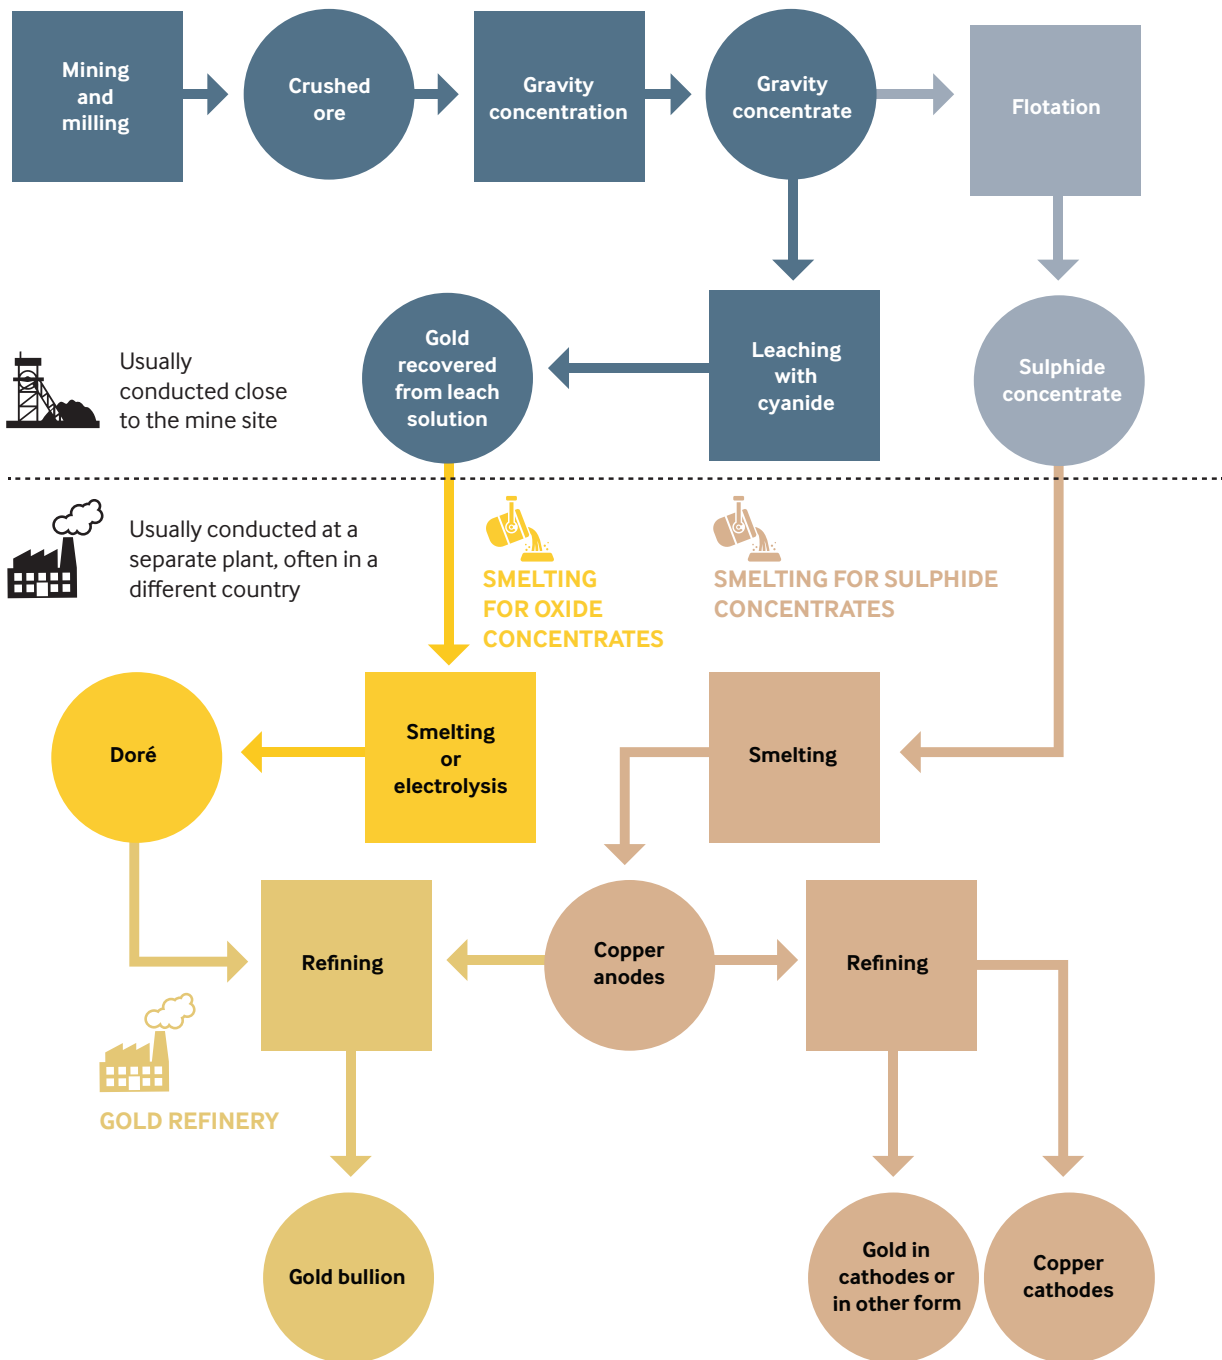 Mining
and
milling
Crushed
ore
Gravity
concentration
Gravity
concentrate
Flotation
Usually
conducted close
to the mine site
Gold
recovered
from leach
solution
Leaching
with
cyanide
Sulphide
concentrate
Usually conducted at a
separate plant, often in a
different country
SMELTING
FOR OXIDE
CONCENTRATES
SMELTING FOR SULPHIDE
CONCENTRATES
Doré
Smelting
or
electrolysis
Smelting
Refining
Copper
anodes
Refining
GOLD REFINERY
Gold bullion
Gold in
cathodes or
in other form
Copper
cathodes